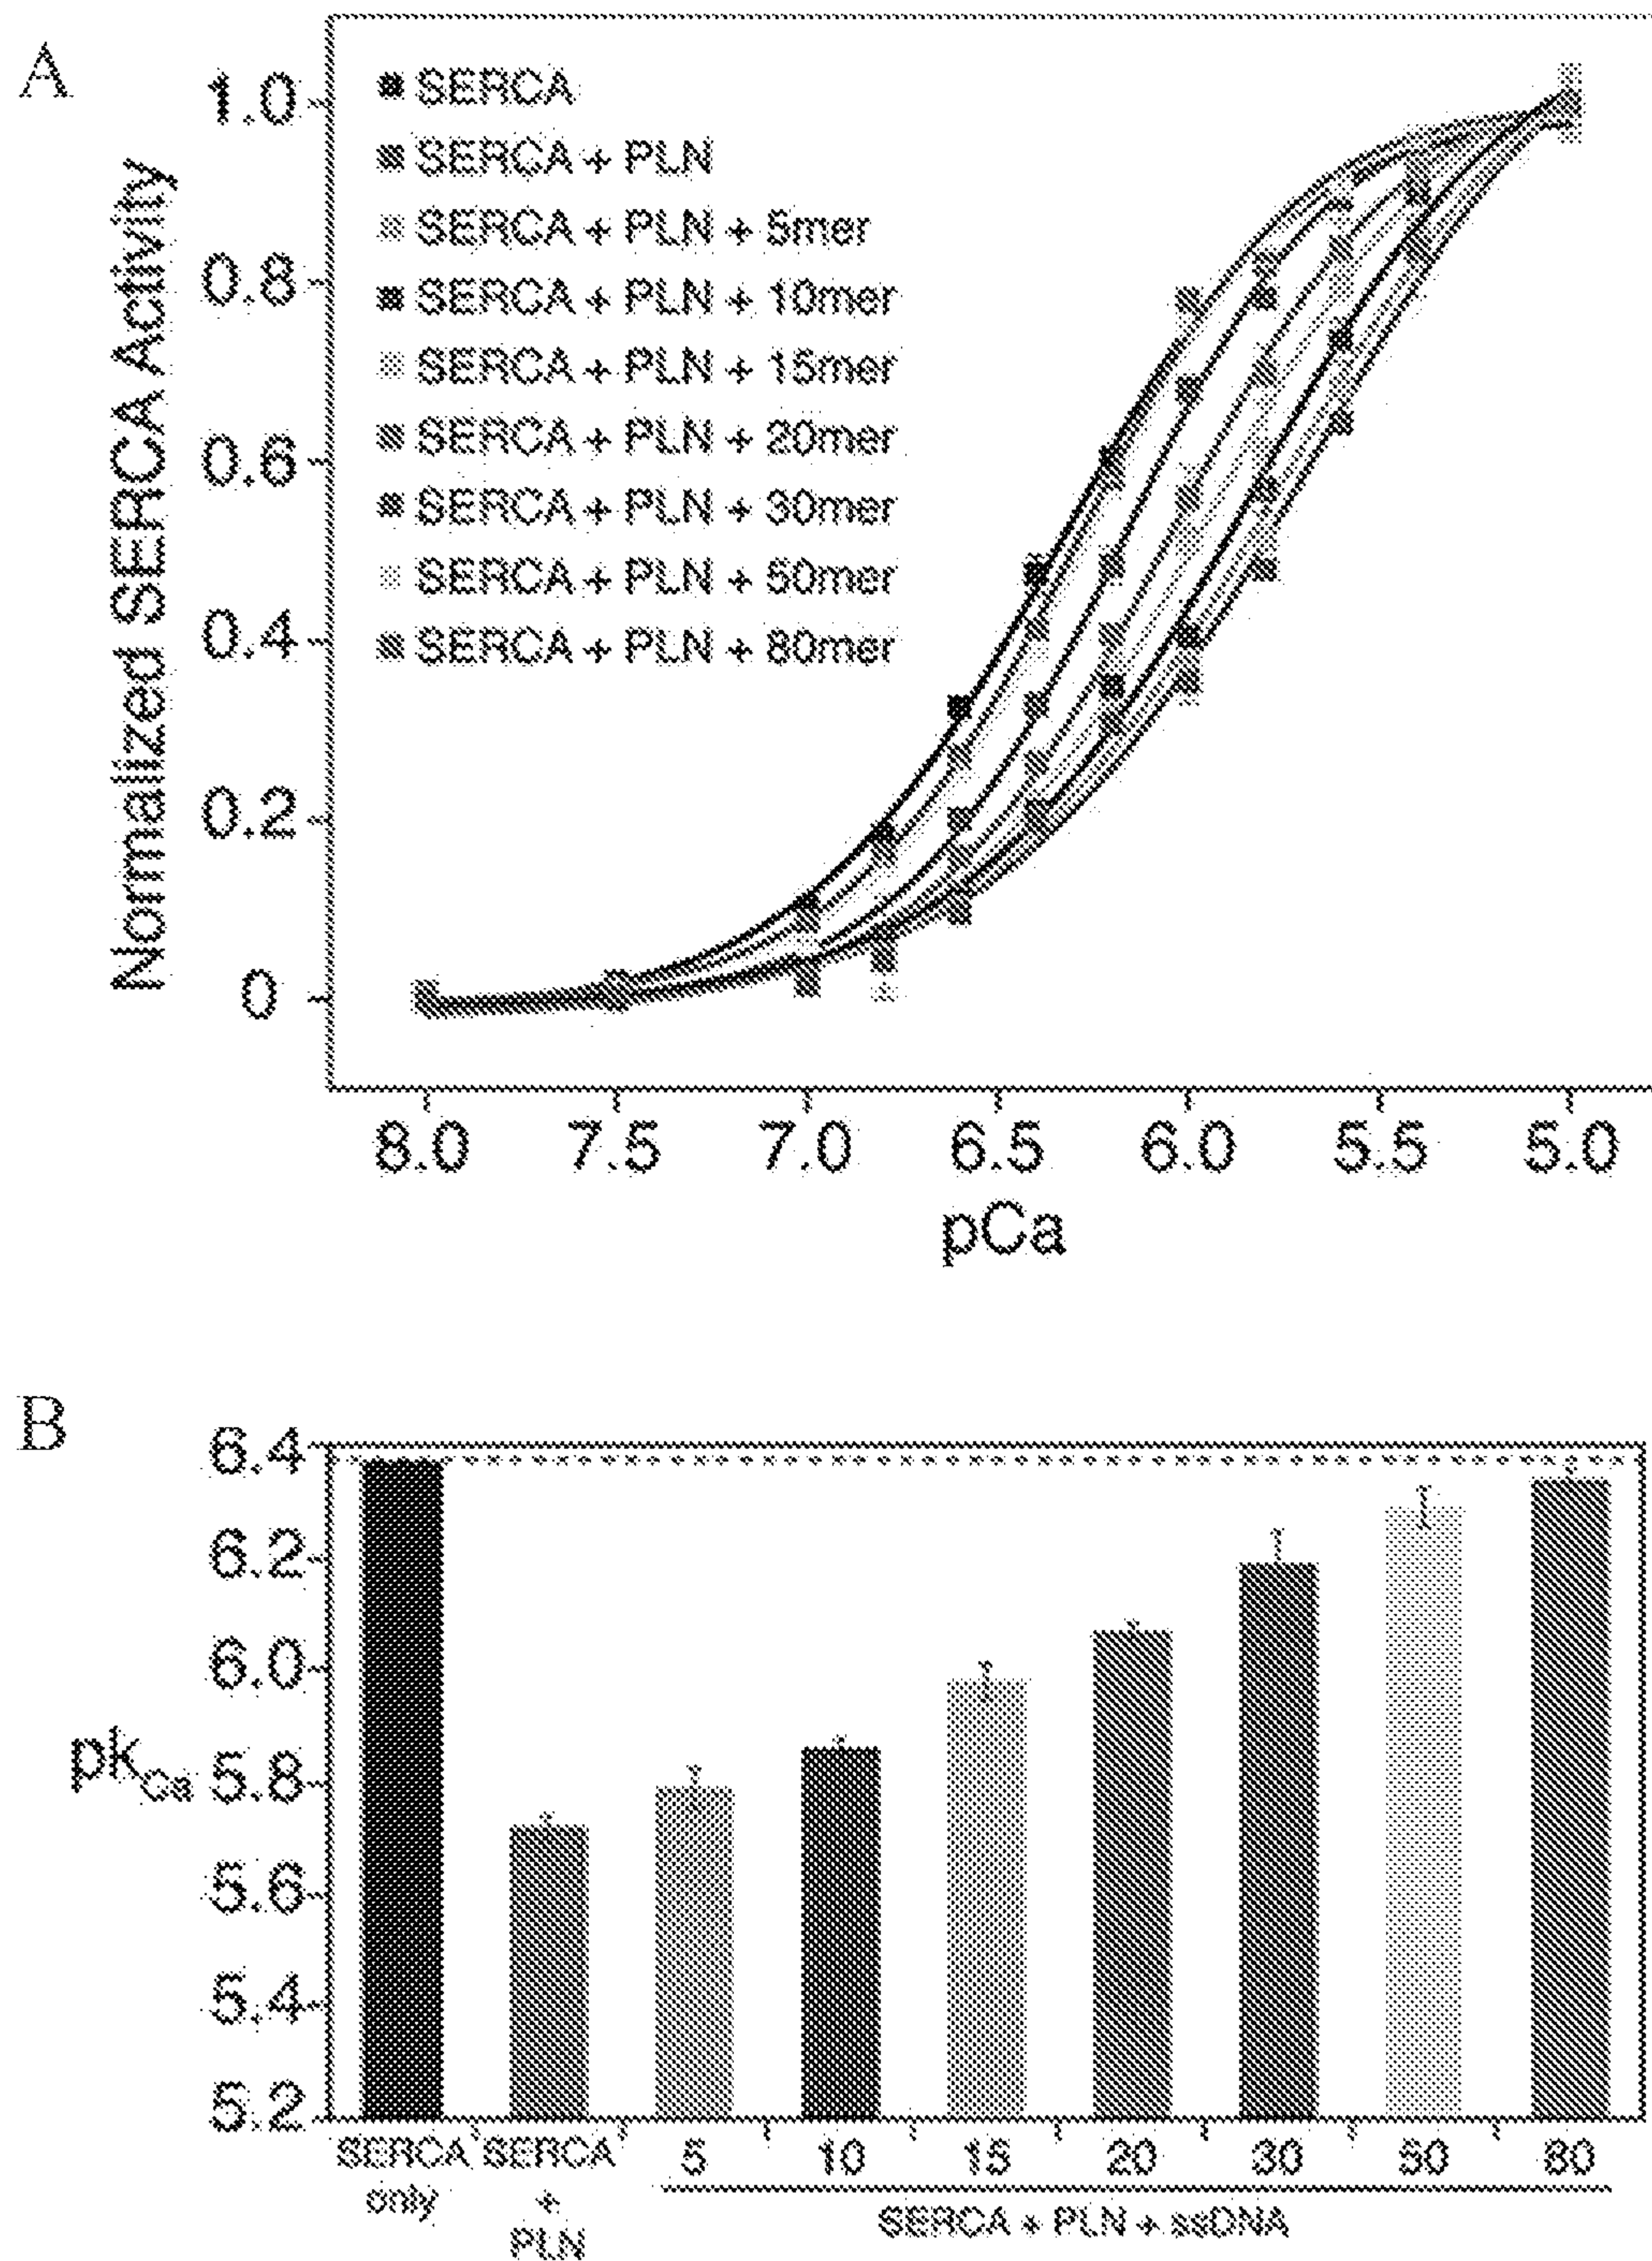 A
1.0
0.8
0.6
0.4
0.2
0
Normalized SERCA Activity
SERCA
SERCA + PLN
SERCA + PLN + 5mer
SERCA + PLN + 10mer
SERCA + PLN + 15mer
SERCA + PLN + 20mer
SERCA + PLN + 30mer
SERCA + PLN + 50mer
SERCA + PLN + 80mer
8.0 7.5 7.0 6.5 6.0 5.5 5.0
pCa
B
6.4
6.2
6.0
5.8
5.6
5.4
5.2
pkCa
SERCA only
SERCA + PLN
5 10 15 20 30 50 80
SERCA + PLN + ssDNA